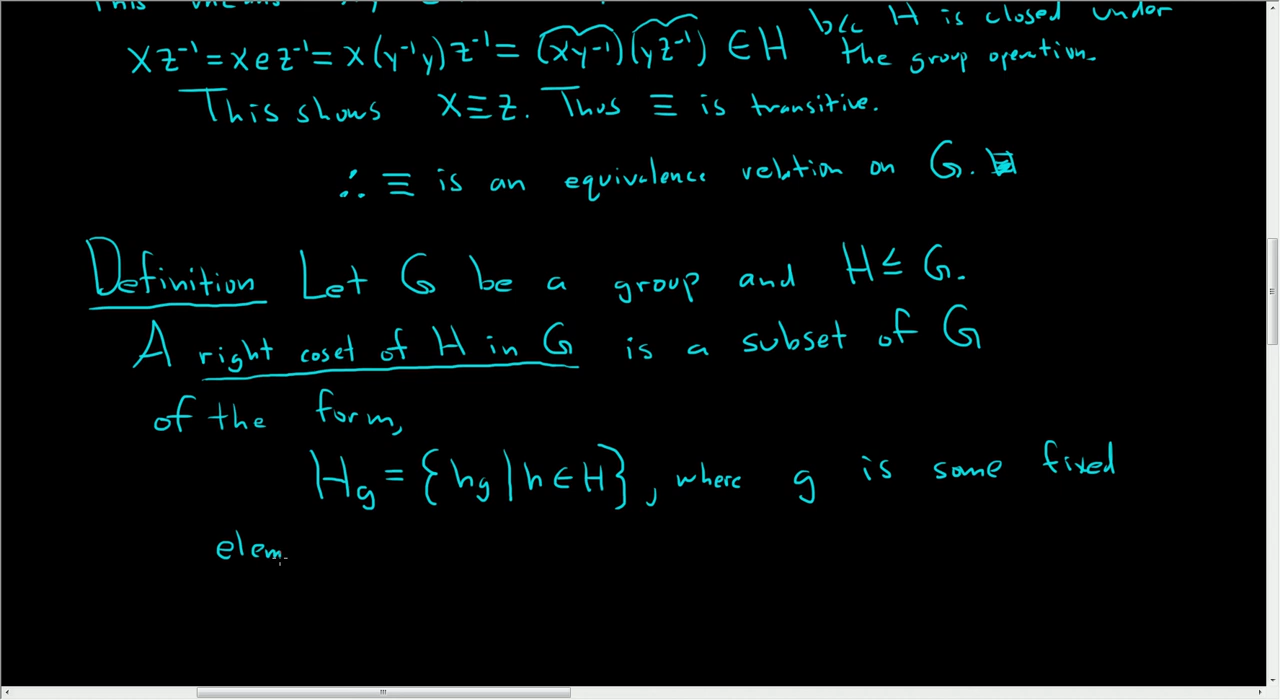 This
b/c H is closed under
xz⁻¹ = xez⁻¹ = x(y⁻¹y)z⁻¹ = (xy⁻¹)(yz⁻¹) ∈ H the group operation.
This shows x≡z. Thus ≡ is transitive.
∴ ≡ is an equivalence relation on G.
Definition Let G be a group and H ≤ G.
A right coset of H in G is a subset of G
of the form,
Hg = {hg | h ∈ H}, where g is some fixed
elem